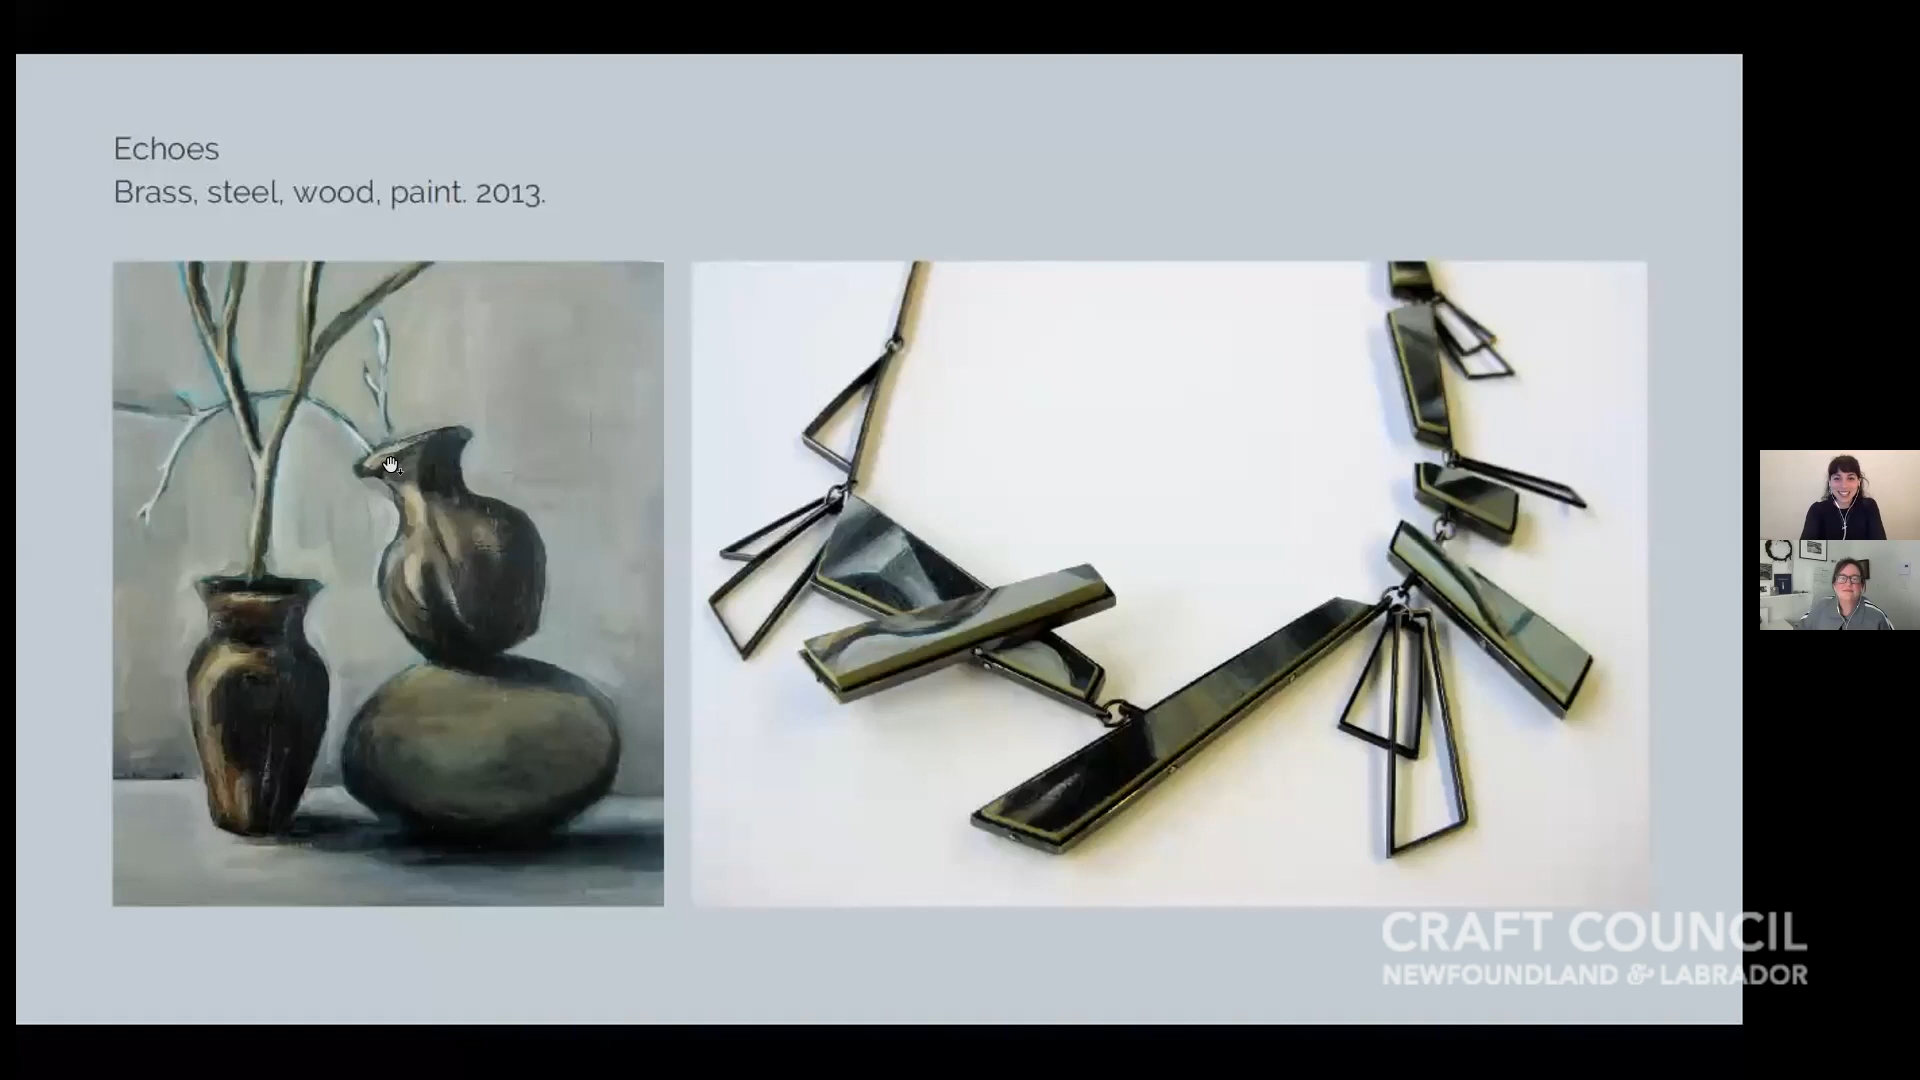 Echoes
Brass, steel, wood, paint. 2013.
CRAFT COUNCIL
NEWFOUNDLAND & LABRADOR